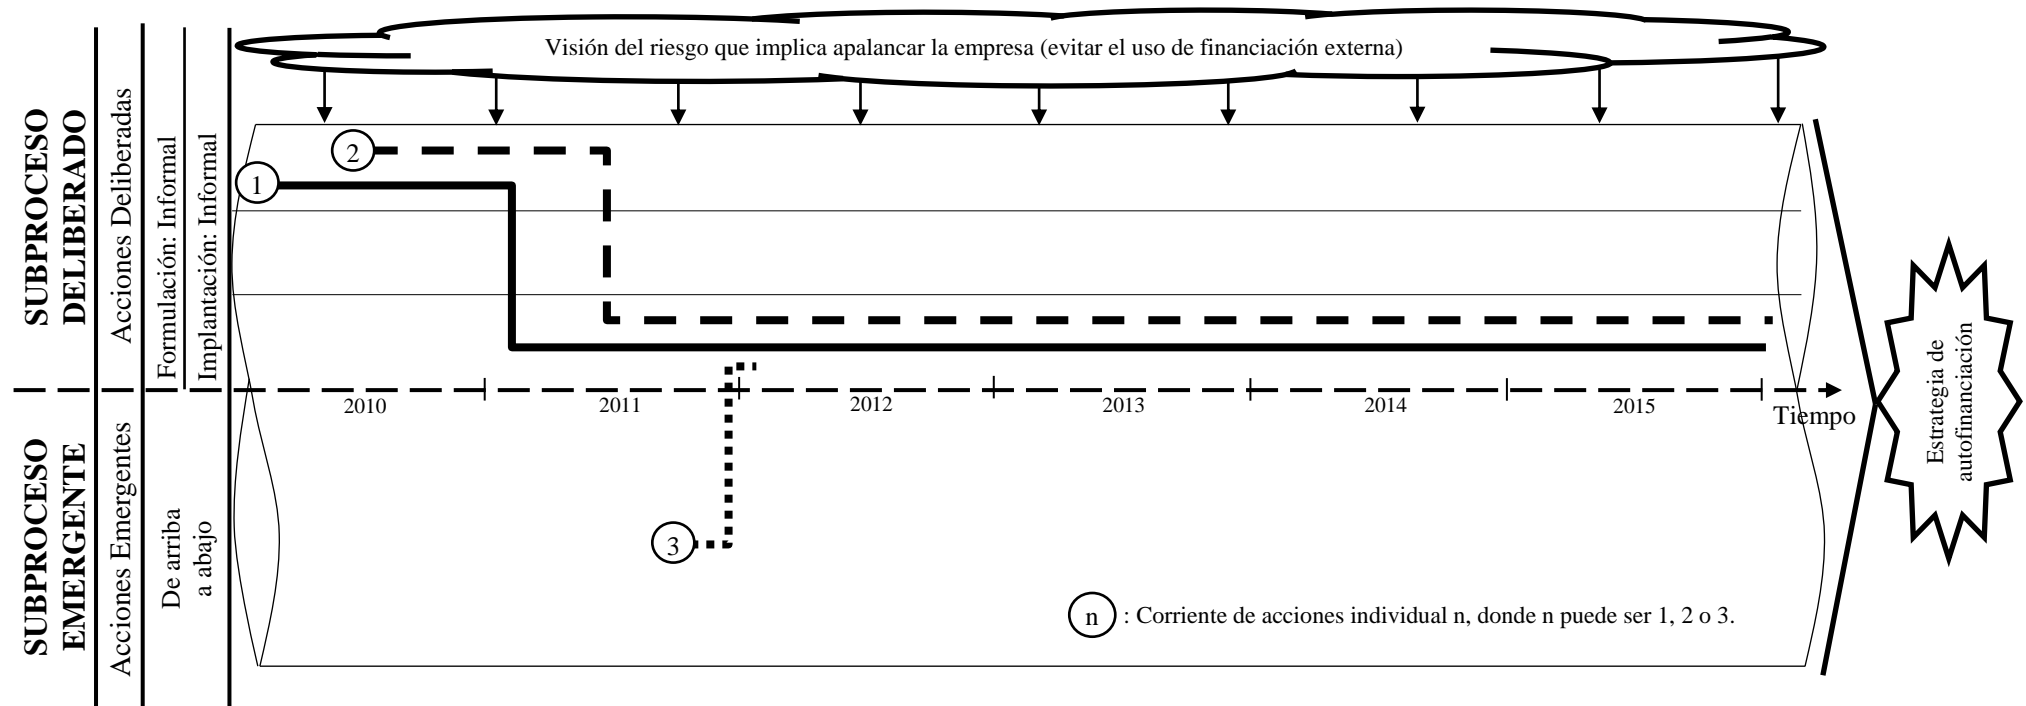 Visión del riesgo que implica apalancar la empresa (evitar el uso de financiación externa)
SUBPROCESO
DELIBERADO
Acciones Deliberadas
Formulación: Informal
Implantación: Informal
2
1
2010
2011
2012
2013
2014
2015
Tiempo
SUBPROCESO
EMERGENTE
Acciones Emergentes
De arriba
a abajo
3
n
: Corriente de acciones individual n, donde n puede ser 1, 2 o 3.
Estrategia de
autofinanciación